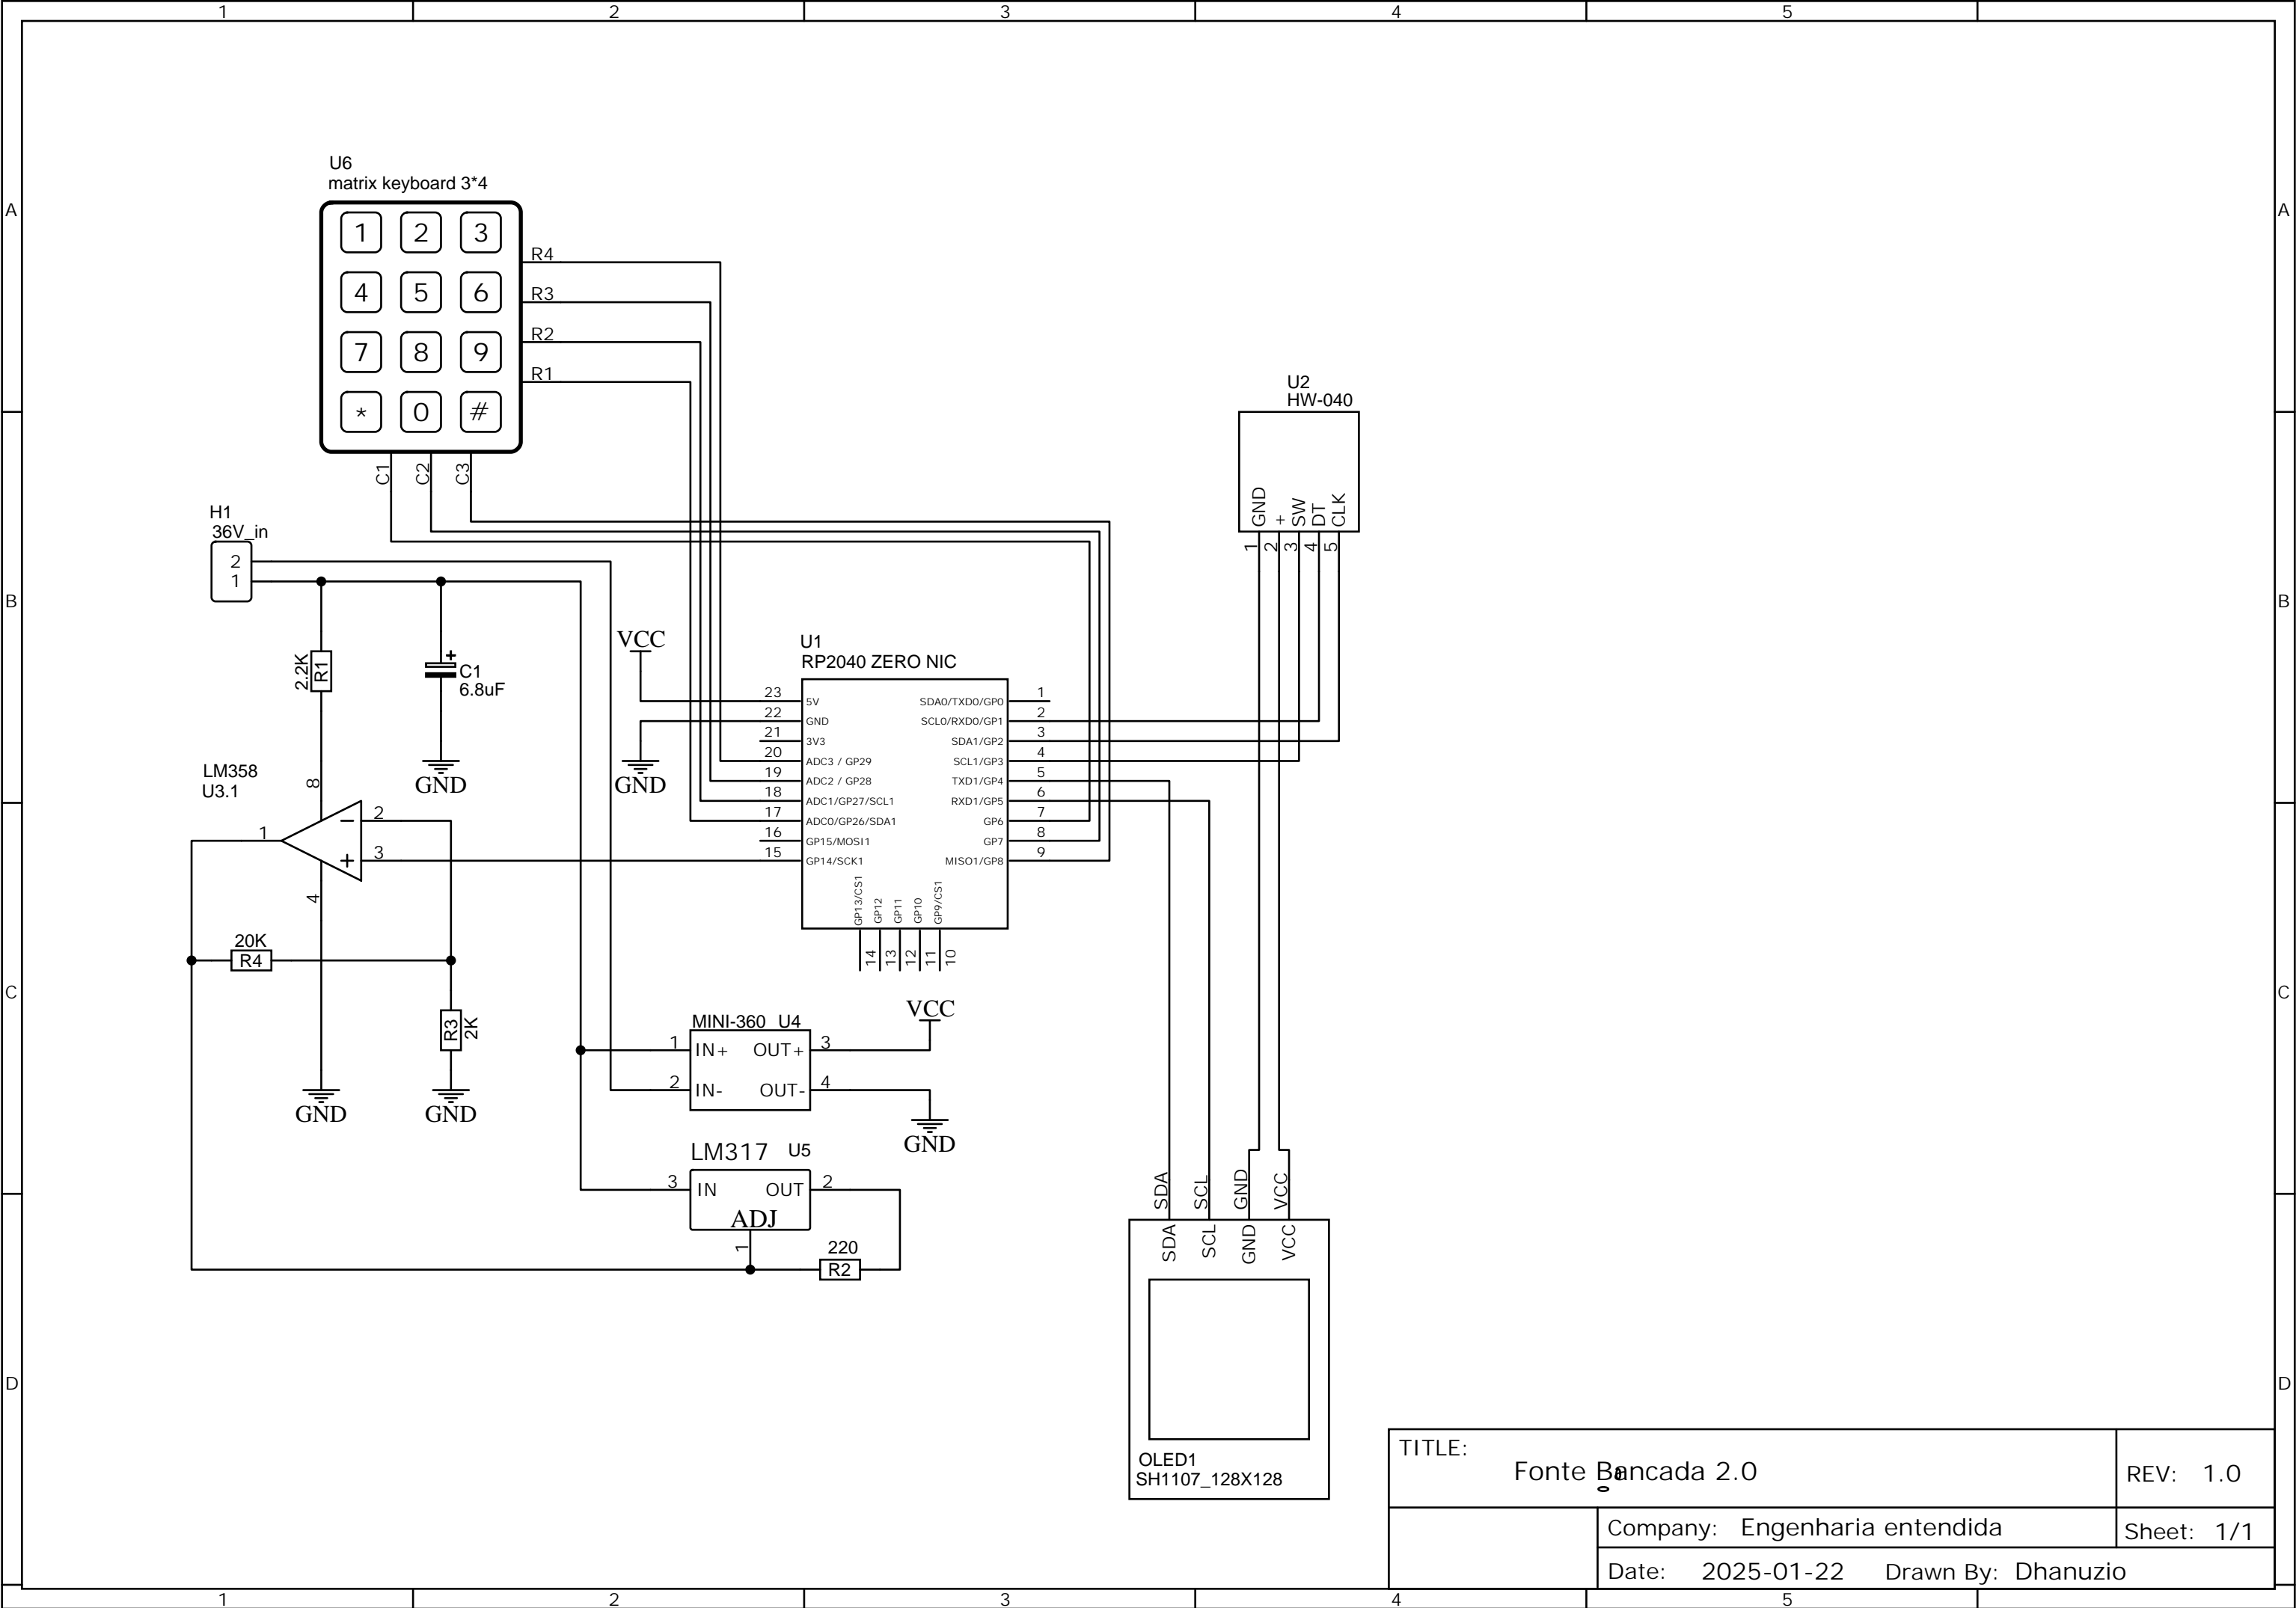 1 2 3 4 5
A A
B B
C C
D D
U6
matrix keyboard 3*4
1 2 3
4 5 6
7 8 9
* 0 #
R4
R3
R2
R1
C1 C2 C3
H1
36V_in
2
1
2.2K R1
+
C1
6.8uF
GND
LM358
U3.1
8
1
2
3
4
20K
R4
R3 2K
GND
GND
VCC
GND
U1
RP2040 ZERO NIC
23 5V
22 GND
21 3V3
20 ADC3 / GP29
19 ADC2 / GP28
18 ADC1/GP27/SCL1
17 ADC0/GP26/SDA1
16 GP15/MOSI1
15 GP14/SCK1
SDA0/TXD0/GP0 1
SCL0/RXD0/GP1 2
SDA1/GP2 3
SCL1/GP3 4
TXD1/GP4 5
RXD1/GP5 6
GP6 7
GP7 8
MISO1/GP8 9
GP13/CS1 GP12 GP11 GP10 GP9/CS1
14 13 12 11 10
U2
HW-040
GND + SW DT CLK
1 2 3 4 5
MINI-360 U4
1 IN+ OUT+ 3
2 IN- OUT- 4
VCC
GND
LM317 U5
3 IN OUT 2
ADJ
1
220
R2
SDA SCL GND VCC
SDA SCL GND VCC
OLED1
SH1107_128X128
TITLE:
Fonte Bancada 2.0
REV: 1.0
Company: Engenharia entendida
Sheet: 1/1
Date: 2025-01-22 Drawn By: Dhanuzio
1 2 3 4 5